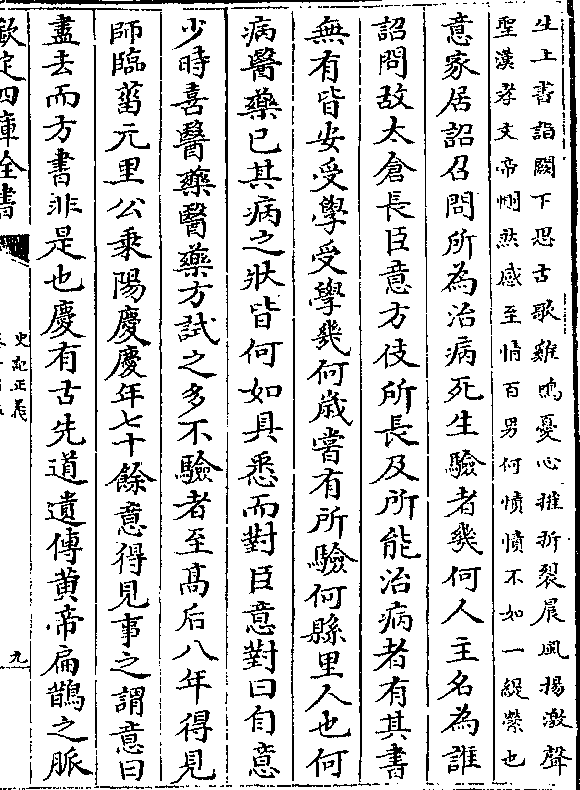 生上書詣闕下思古歌雞鳴憂心摧折裂晨風揚激聲
聖漢孝文帝惻然感至情百男何憒憒不如一緹縈也
意家居詔召問所為治病死生驗者幾何人主名為誰
詔問故太倉長臣意方伎所長及所能治病者有其書
無有皆安受學受學幾何歲嘗有所驗何縣里人也何
病醫藥已其病之狀皆何如具悉而對臣意對曰自意
少時喜醫藥醫藥方試之多不驗者至高后八年得見
師臨菑元里公乘陽慶慶年七十餘意得見事之謂意曰
盡去而方書非是也慶有古先道遺傳黄帝扁鵲之脈
欽定四庫全書
史記正義
九